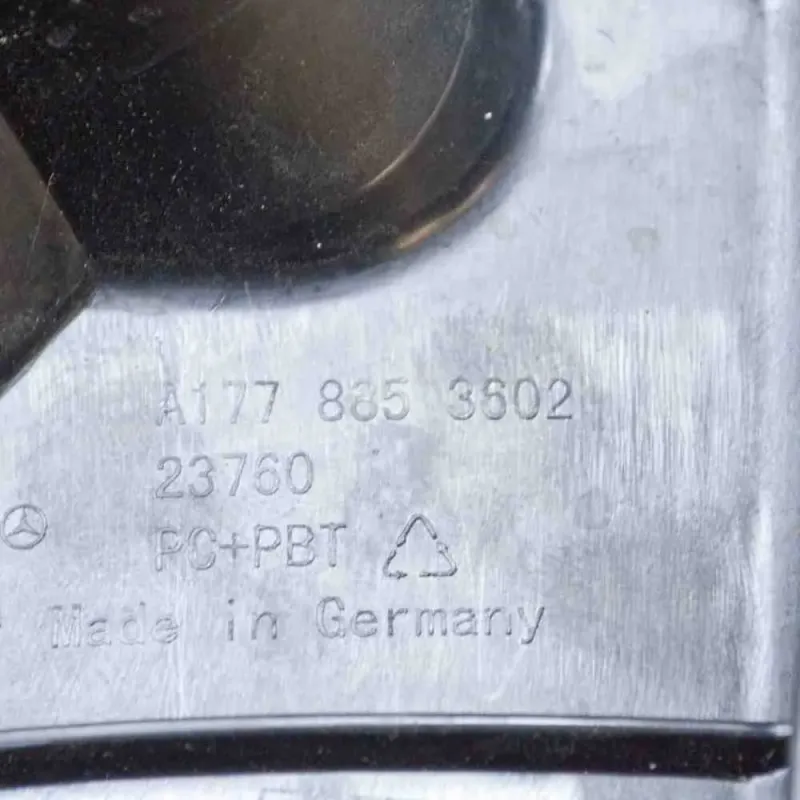 A177 885 3602
23760
PC+PBT
Made in Germany